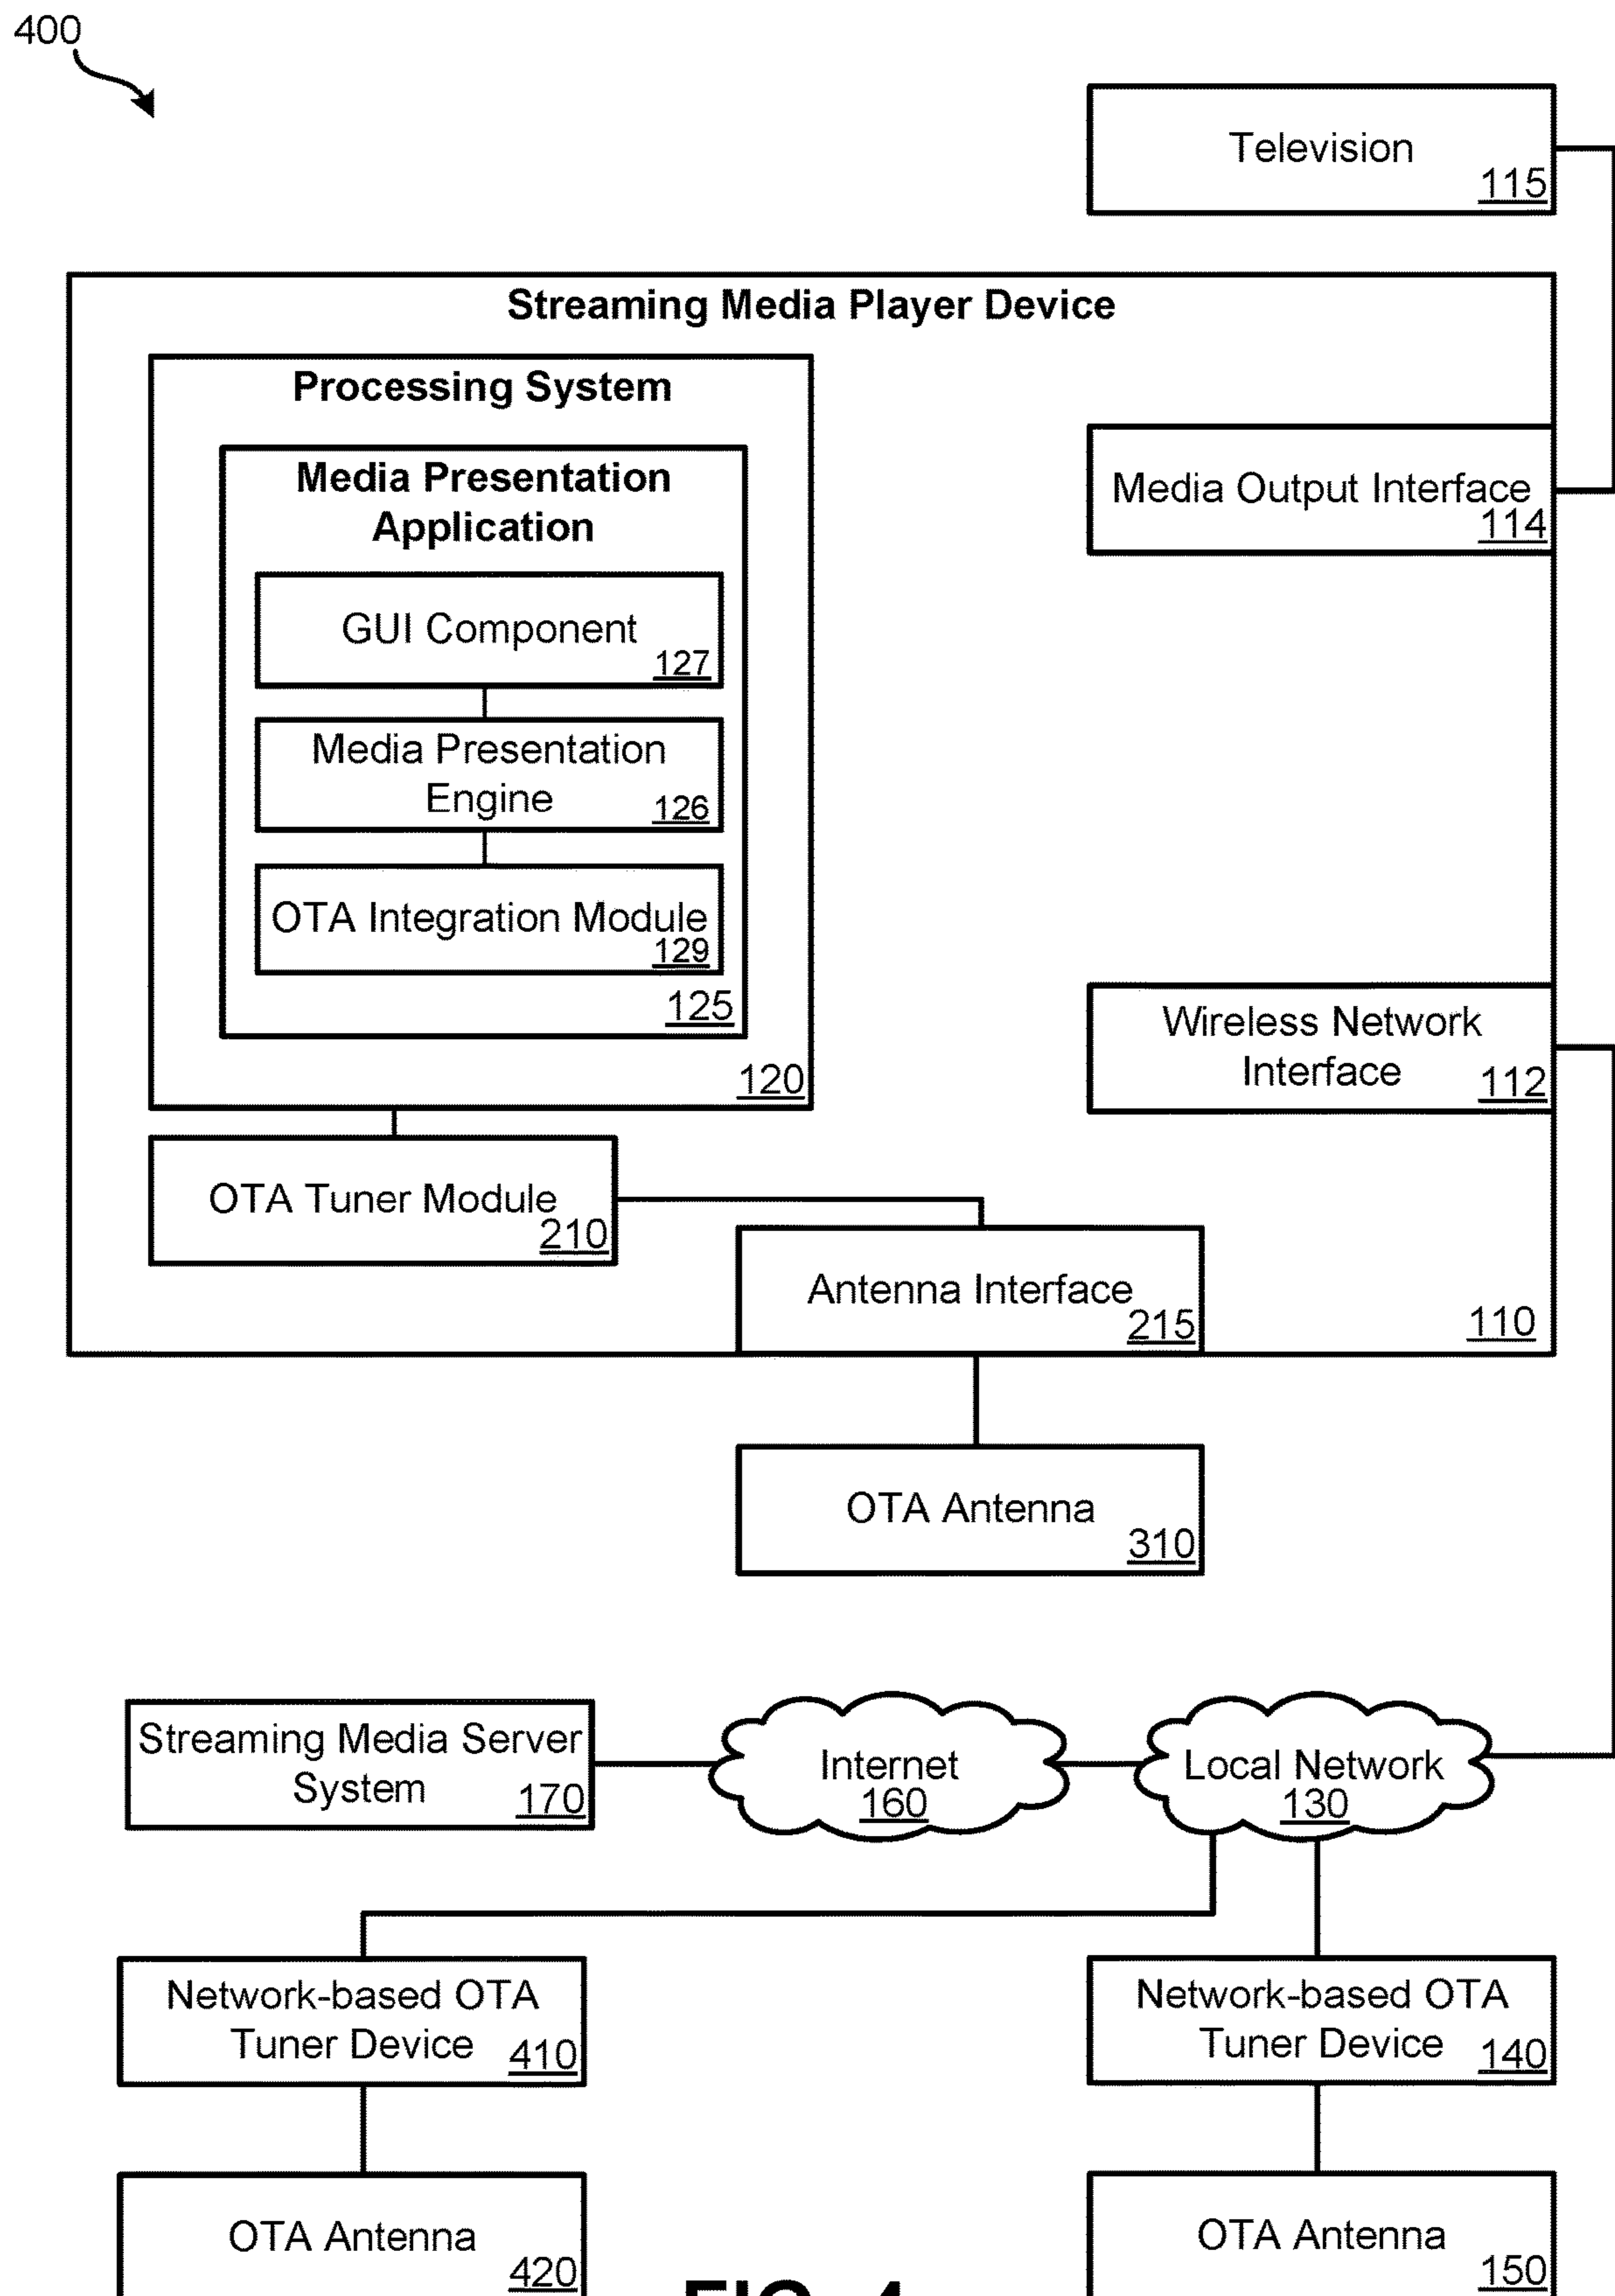 400
Television
115
Streaming Media Player Device
Processing System
Media Presentation
Application
GUI Component
127
Media Presentation
Engine
126
OTA Integration Module
129
125
120
Media Output Interface
114
Wireless Network
Interface
112
OTA Tuner Module
210
Antenna Interface
215
110
OTA Antenna
310
Streaming Media Server
System
170
Internet
160
Local Network
130
Network-based OTA
Tuner Device
410
Network-based OTA
Tuner Device
140
OTA Antenna
420
OTA Antenna
150